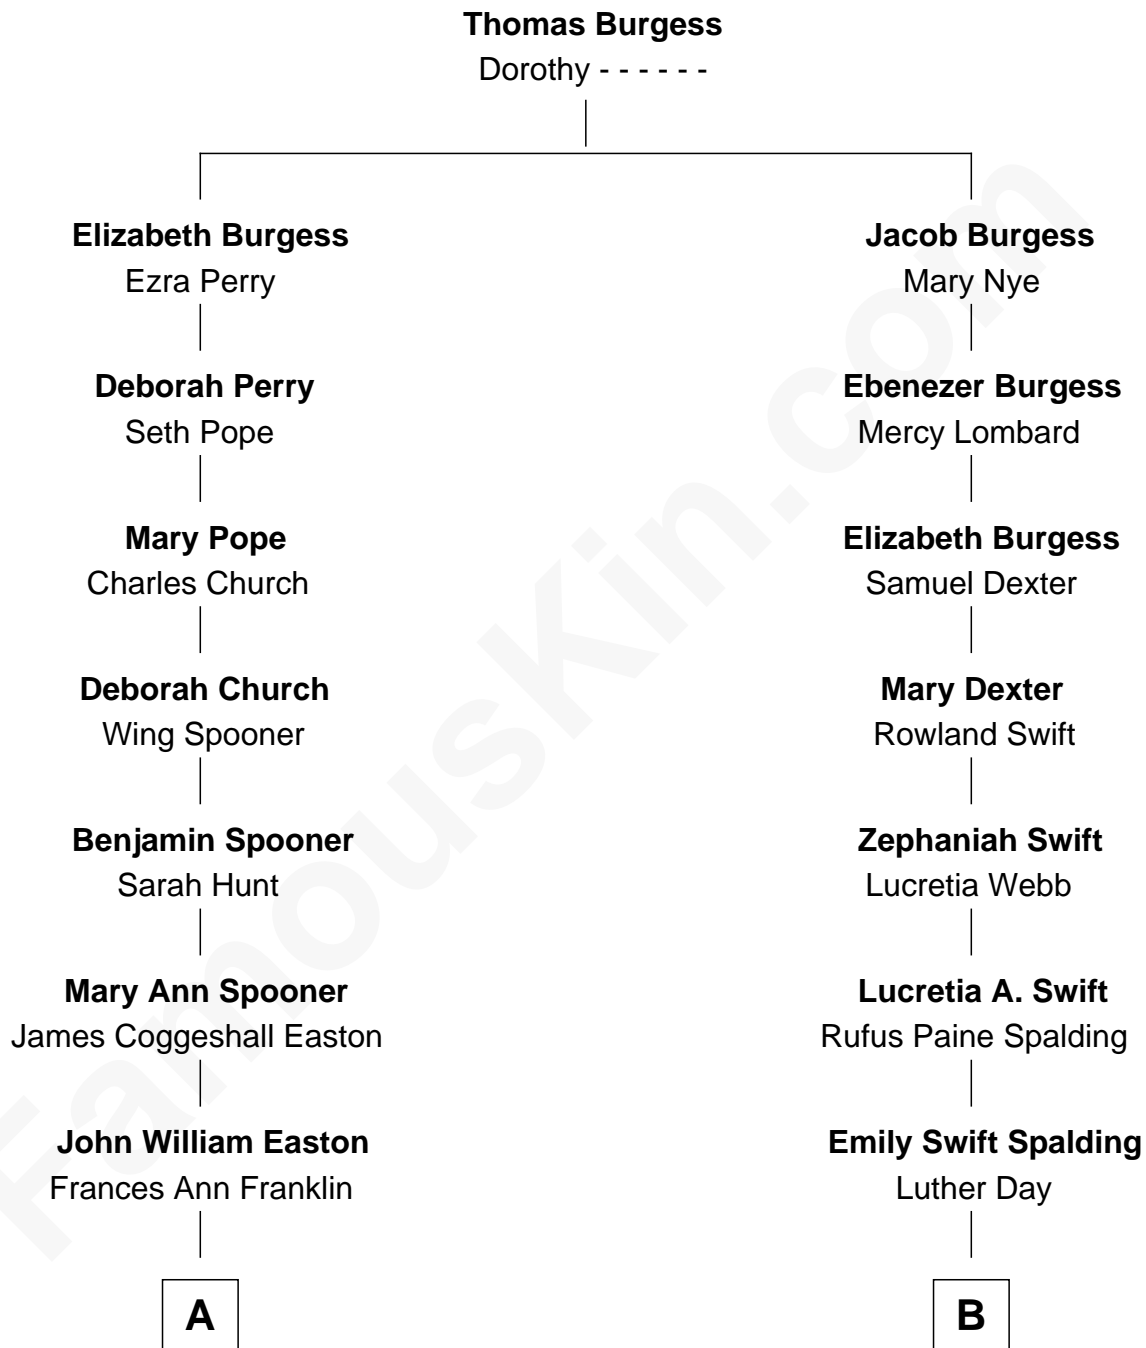 Thomas Burgess
Dorothy - - - - - -
Elizabeth Burgess
Ezra Perry
Deborah Perry
Seth Pope
Mary Pope
Charles Church
Deborah Church
Wing Spooner
Benjamin Spooner
Sarah Hunt
Mary Ann Spooner
James Coggeshall Easton
John William Easton
Frances Ann Franklin
A
Jacob Burgess
Mary Nye
Ebenezer Burgess
Mercy Lombard
Elizabeth Burgess
Samuel Dexter
Mary Dexter
Rowland Swift
Zephaniah Swift
Lucretia Webb
Lucretia A. Swift
Rufus Paine Spalding
Emily Swift Spalding
Luther Day
B
FamousKin.com